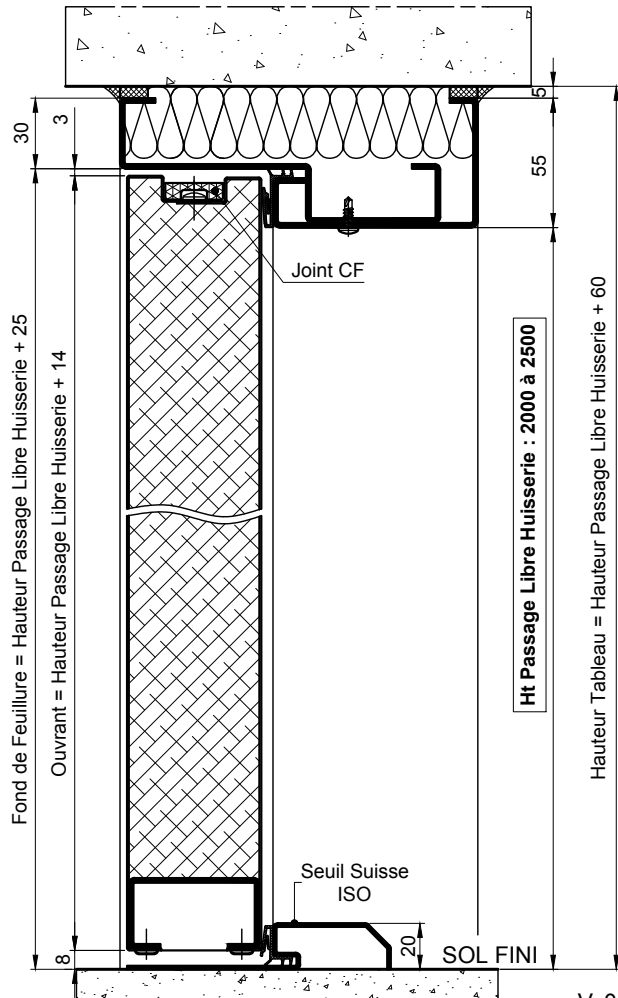 5
30
3
55
Joint CF
Fond de Feuillure = Hauteur Passage Libre Huisserie + 25
Ouvrant = Hauteur Passage Libre Huisserie + 14
Ht Passage Libre Huisserie : 2000 à 2500
Hauteur Tableau = Hauteur Passage Libre Huisserie + 60
Seuil Suisse
ISO
20
SOL FINI
8